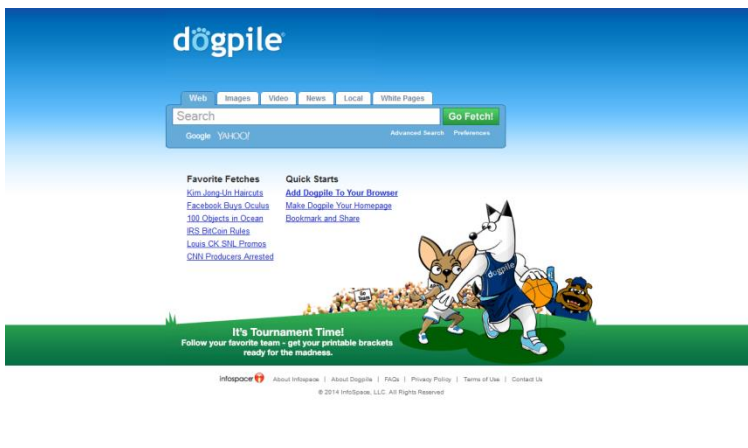 dogpile
Web Images Video News Local White Pages
Search Go Fetch!
Google YAHOO! Advanced Search Preferences
Favorite Fetches Quick Starts
Kim Jong-Un Haircuts Add Dogpile To Your Browser
Facebook Buys Oculus Make Dogpile Your Homepage
100 Objects in Ocean Bookmark and Share
IRS BitCoin Rules
Louis CK SNL Promos
CNN Producers Arrested
dogpile
Go
Team
It's Tournament Time!
Follow your favorite team - get your printable brackets
ready for the madness.
infospace About Infospace | About Dogpile | FAQs | Privacy Policy | Terms of Use | Contact Us
© 2014 InfoSpace, LLC. All Rights Reserved